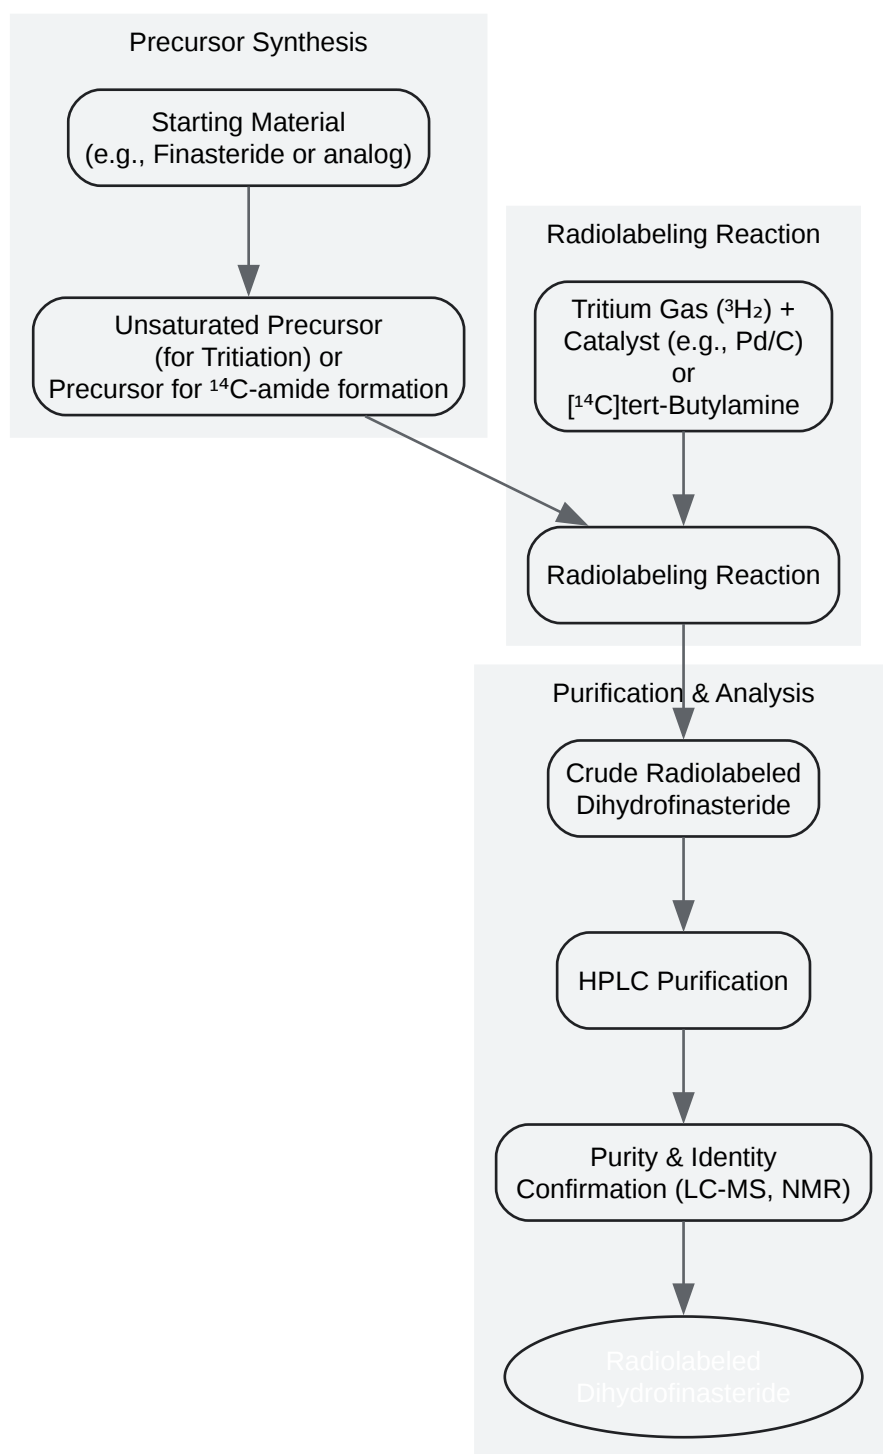 Precursor Synthesis
Starting Material
(e.g., Finasteride or analog)
Unsaturated Precursor
(for Tritiation) or
Precursor for ¹⁴C-amide formation
Radiolabeling Reaction
Tritium Gas (³H₂) +
Catalyst (e.g., Pd/C)
or
[¹⁴C]tert-Butylamine
Radiolabeling Reaction
Purification & Analysis
Crude Radiolabeled
Dihydrofinasteride
HPLC Purification
Purity & Identity
Confirmation (LC-MS, NMR)
Radiolabeled
Dihydrofinasteride